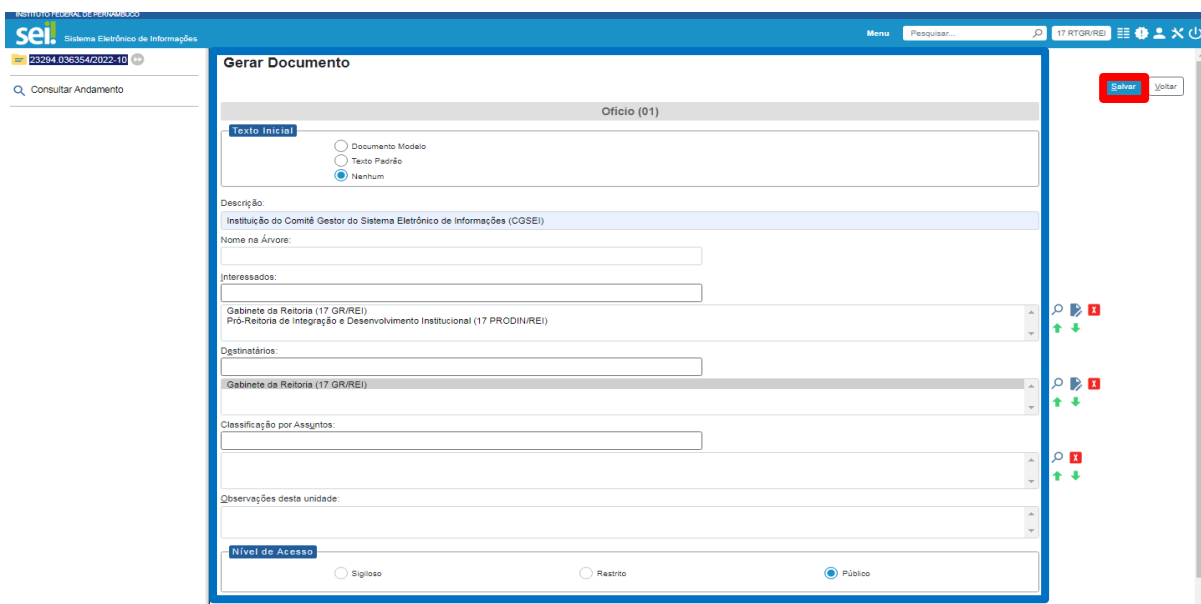 INSTITUTO FEDERAL DE PERNAMBUCO
sei! Sistema Eletrônico de Informações
Menu Pesquisar... 17 RTGR/REI
23294.036354/2022-10
Consultar Andamento
Gerar Documento
Salvar Voltar
Ofício (01)
Texto Inicial
Documento Modelo
Texto Padrão
Nenhum
Descrição:
Instituição do Comitê Gestor do Sistema Eletrônico de Informações (CGSEI)
Nome na Árvore:
Interessados:
Gabinete da Reitoria (17 GR/REI)
Pró-Reitoria de Integração e Desenvolvimento Institucional (17 PRODIN/REI)
Destinatários:
Gabinete da Reitoria (17 GR/REI)
Classificação por Assuntos:
Observações desta unidade:
Nível de Acesso
Sigiloso Restrito Público